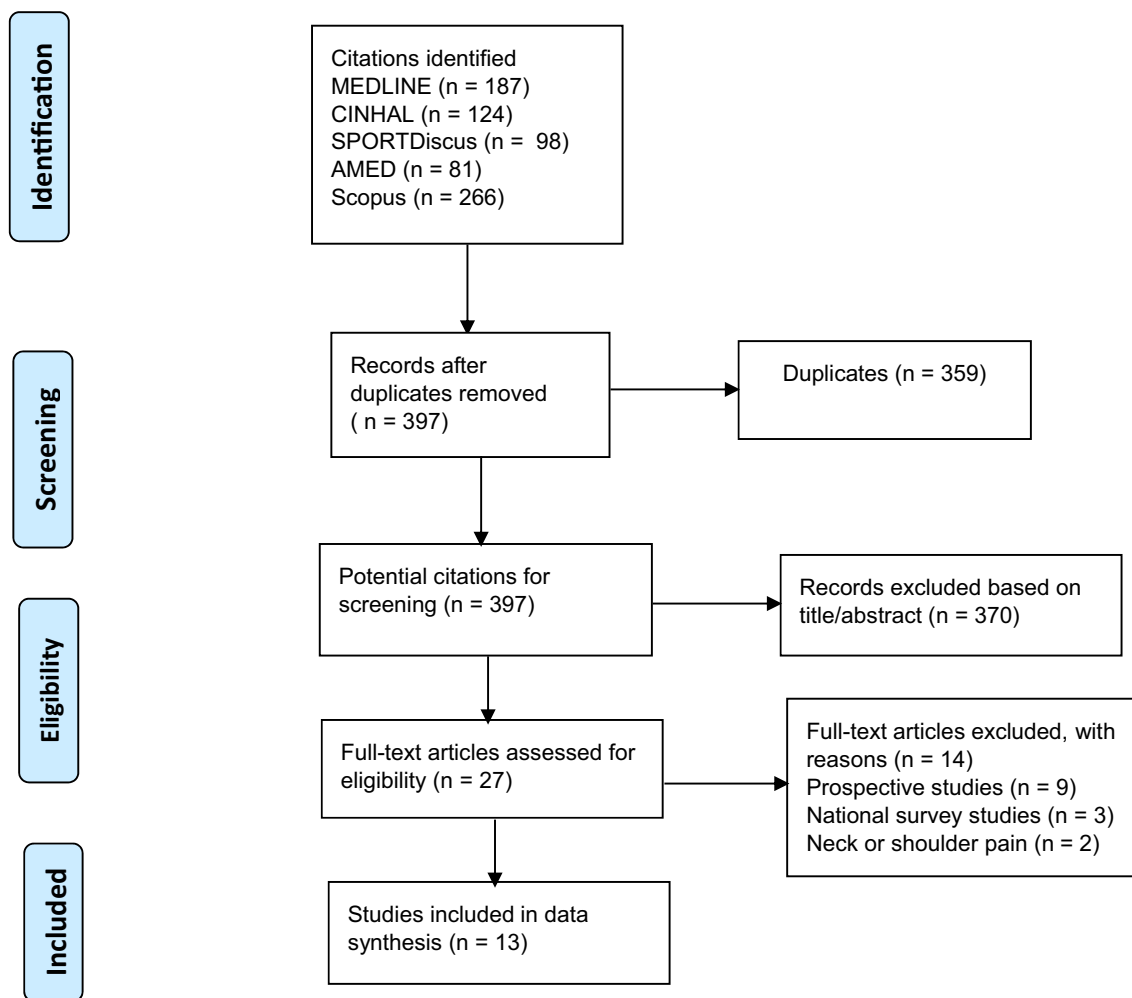 Identification
Citations identified
MEDLINE (n = 187)
CINHAL (n = 124)
SPORTDiscus (n =  98)
AMED (n = 81)
Scopus (n = 266)
Screening
Records after
duplicates removed
( n = 397)
Duplicates (n = 359)
Potential citations for
screening (n = 397)
Records excluded based on
title/abstract (n = 370)
Eligibility
Full-text articles assessed for
eligibility (n = 27)
Full-text articles excluded, with
reasons (n = 14)
Prospective studies (n = 9)
National survey studies (n = 3)
Neck or shoulder pain (n = 2)
Included
Studies included in data
synthesis (n = 13)